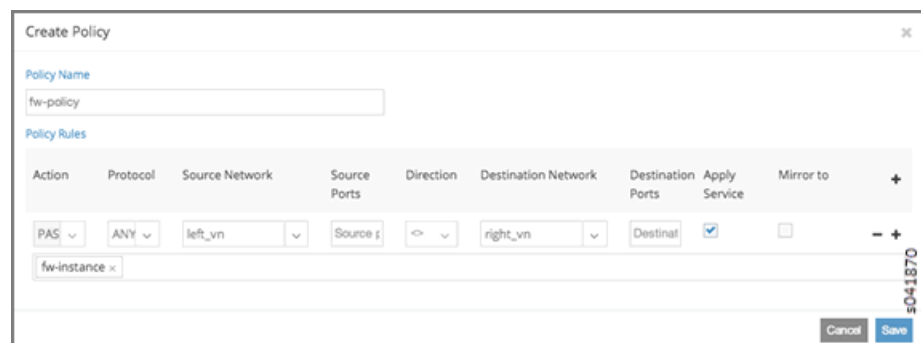 Create Policy ×
Policy Name
fw-policy
Policy Rules
Action Protocol Source Network Source Ports Direction Destination Network Destination Ports Apply Service Mirror to +
PAS ANY left_vn Source p <> right_vn Destinat - +
fw-instance ×
s041870
Cancel Save